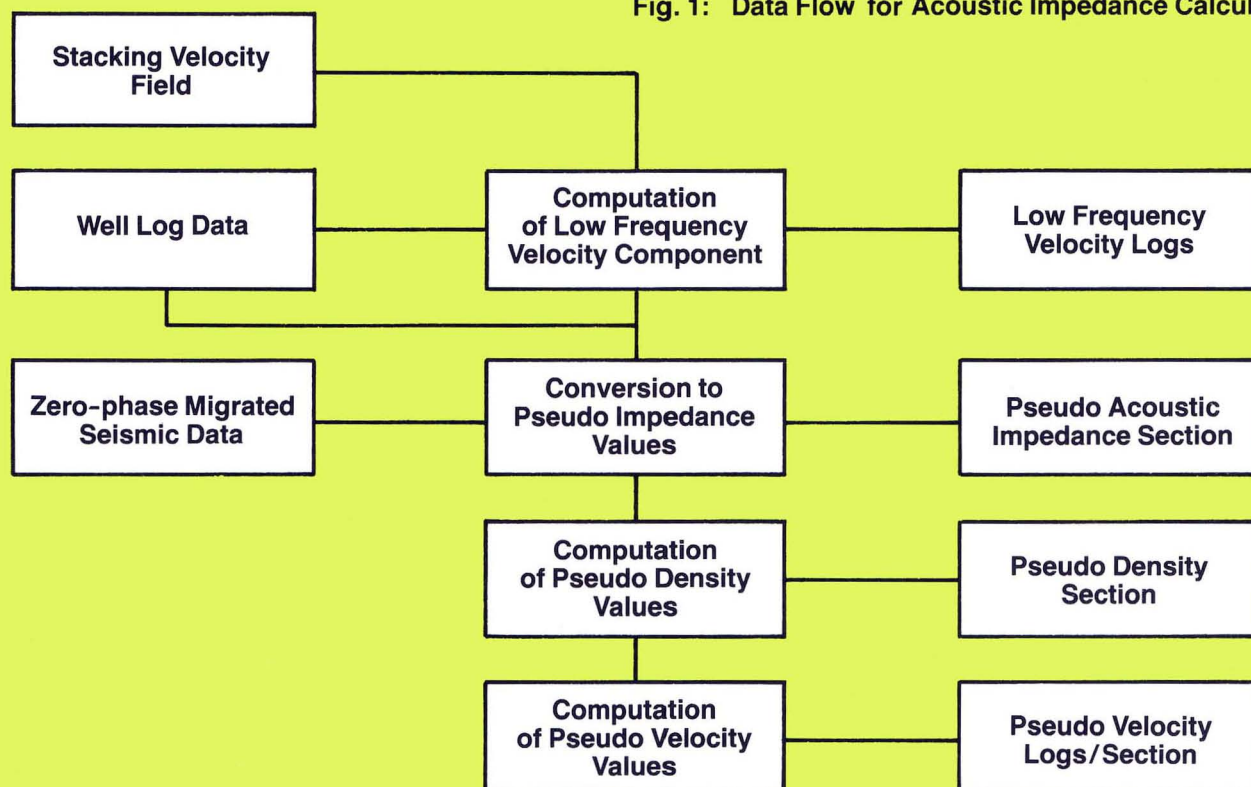 Fig. 1: Data Flow for Acoustic Impedance
Stacking Velocity
Field
Well Log Data
Computation
of Low Frequency
Velocity Component
Low Frequency
Velocity Logs
Zero-phase Migrated
Seismic Data
Conversion to
Pseudo Impedance
Values
Pseudo Acoustic
Impedance Section
Computation
of Pseudo Density
Values
Pseudo Density
Section
Computation
of Pseudo Velocity
Values
Pseudo Velocity
Logs/Section